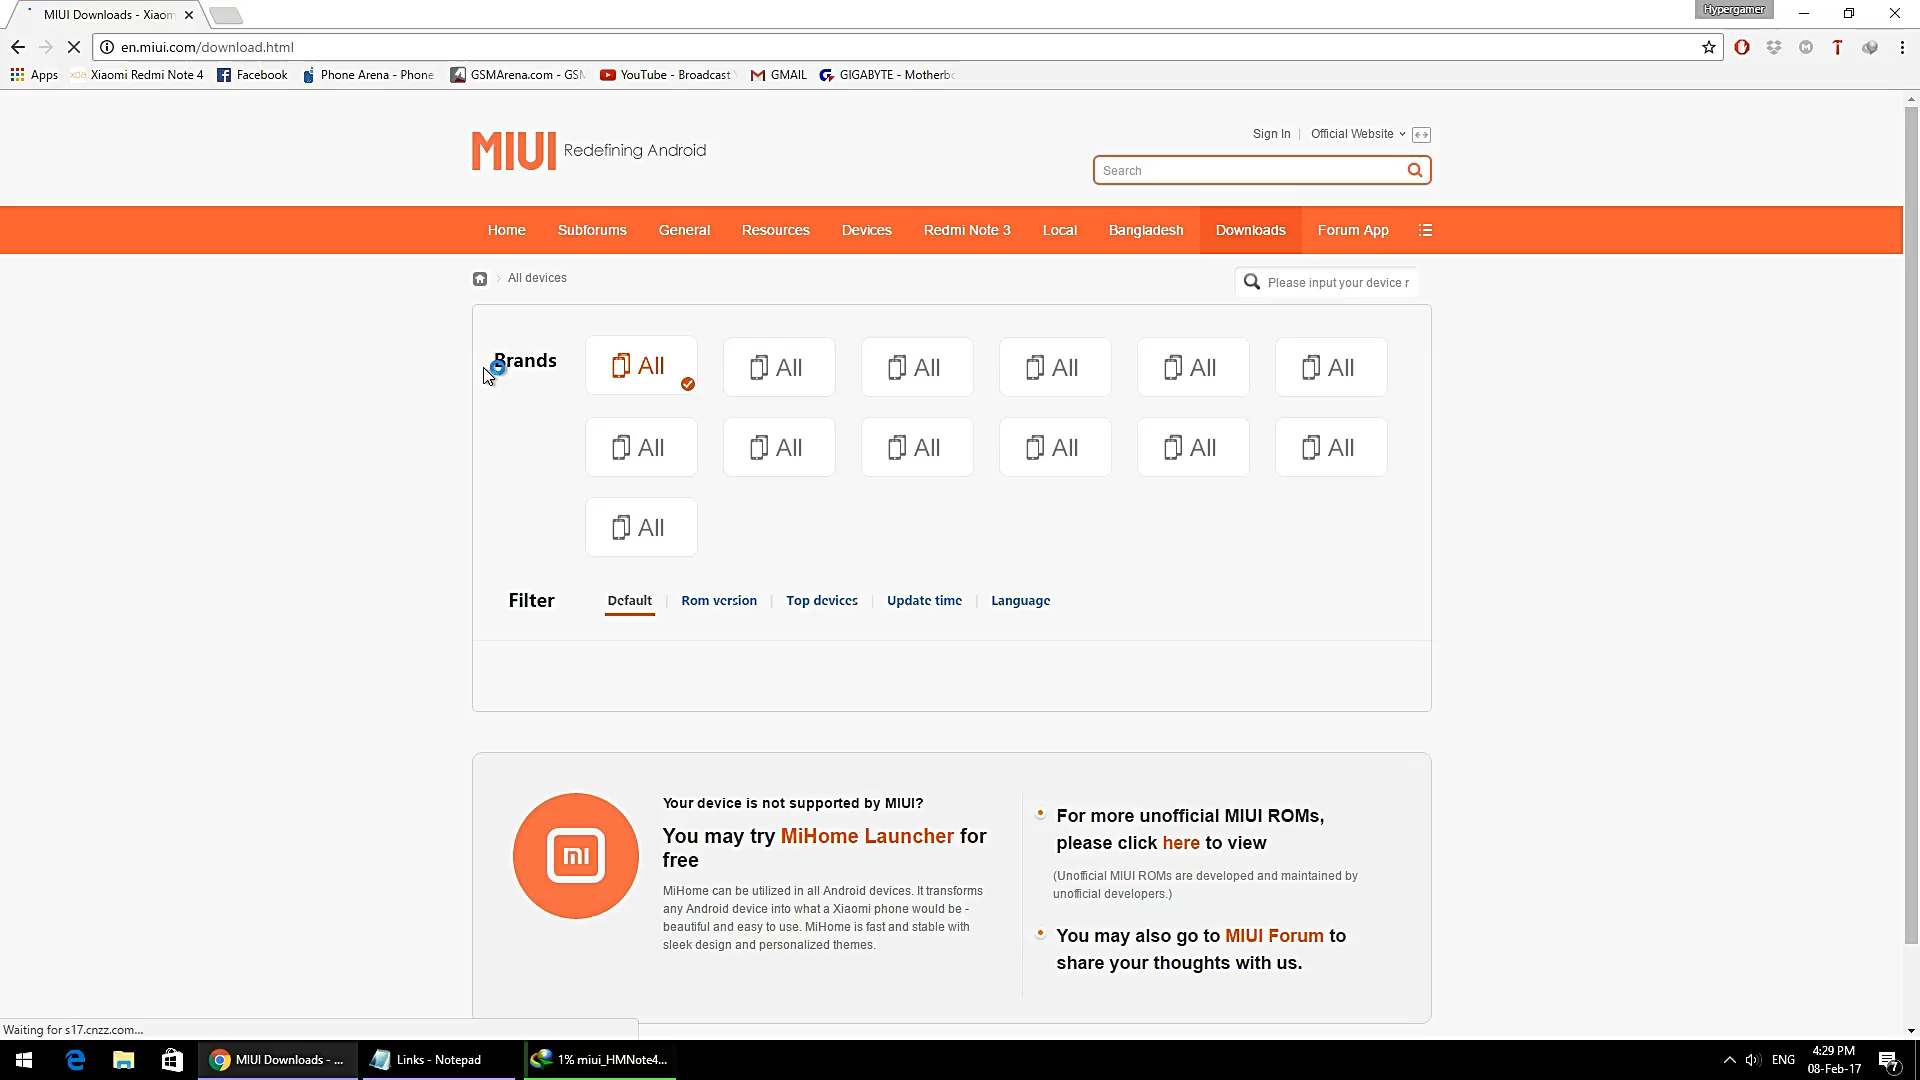 MIUI Downloads - Xiaom
Hypergamer
en.miui.com/download.html
Apps
Xiaomi Redmi Note 4
Facebook
Phone Arena - Phone
GSMArena.com - GSM
YouTube - Broadcast
GMAIL
GIGABYTE - Motherbo
MIUI Redefining Android
Sign In
Official Website
Search
Home
Subforums
General
Resources
Devices
Redmi Note 3
Local
Bangladesh
Downloads
Forum App
All devices
Please input your device r
Brands
All
All
All
All
All
All
All
All
All
All
All
All
All
Filter
Default
Rom version
Top devices
Update time
Language
mi
Your device is not supported by MIUI?
You may try MiHome Launcher for
free
MiHome can be utilized in all Android devices. It transforms
any Android device into what a Xiaomi phone would be -
beautiful and easy to use. MiHome is fast and stable with
sleek design and personalized themes.
For more unofficial MIUI ROMs,
please click here to view
(Unofficial MIUI ROMs are developed and maintained by
unofficial developers.)
You may also go to MIUI Forum to
share your thoughts with us.
Waiting for s17.cnzz.com...
MIUI Downloads - ...
Links - Notepad
1% miui_HMNote4...
ENG
4:29 PM
08-Feb-17
7